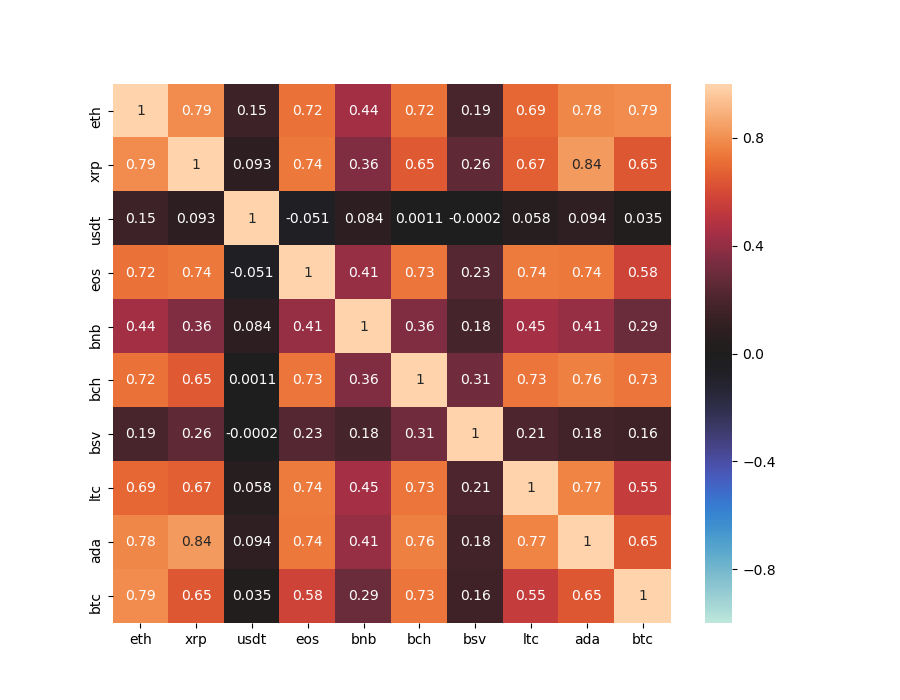 eth 1 0.79 0.15 0.72 0.44 0.72 0.19 0.69 0.78 0.79
xrp 0.79 1 0.093 0.74 0.36 0.65 0.26 0.67 0.84 0.65
usdt 0.15 0.093 1 -0.051 0.084 0.0011 -0.0002 0.058 0.094 0.035
eos 0.72 0.74 -0.051 1 0.41 0.73 0.23 0.74 0.74 0.58
bnb 0.44 0.36 0.084 0.41 1 0.36 0.18 0.45 0.41 0.29
bch 0.72 0.65 0.0011 0.73 0.36 1 0.31 0.73 0.76 0.73
bsv 0.19 0.26 -0.0002 0.23 0.18 0.31 1 0.21 0.18 0.16
ltc 0.69 0.67 0.058 0.74 0.45 0.73 0.21 1 0.77 0.55
ada 0.78 0.84 0.094 0.74 0.41 0.76 0.18 0.77 1 0.65
btc 0.79 0.65 0.035 0.58 0.29 0.73 0.16 0.55 0.65 1
eth xrp usdt eos bnb bch bsv ltc ada btc
0.8
0.4
0.0
−0.4
−0.8